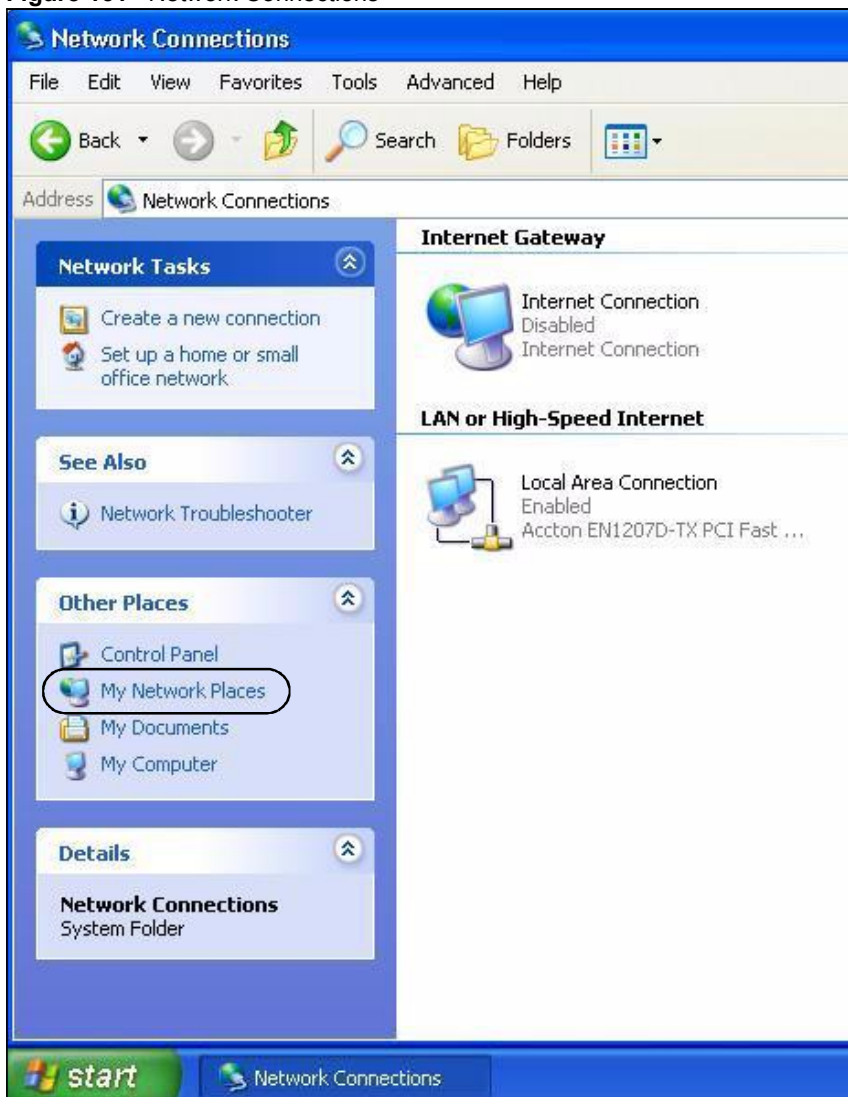 Network Connections
File Edit View Favorites Tools Advanced Help
Back Search Folders
Address Network Connections
Network Tasks
Create a new connection
Set up a home or small
office network
See Also
Network Troubleshooter
Other Places
Control Panel
My Network Places
My Documents
My Computer
Details
Network Connections
System Folder
Internet Gateway
Internet Connection
Disabled
Internet Connection
LAN or High-Speed Internet
Local Area Connection
Enabled
Accton EN1207D-TX PCI Fast ...
start Network Connections